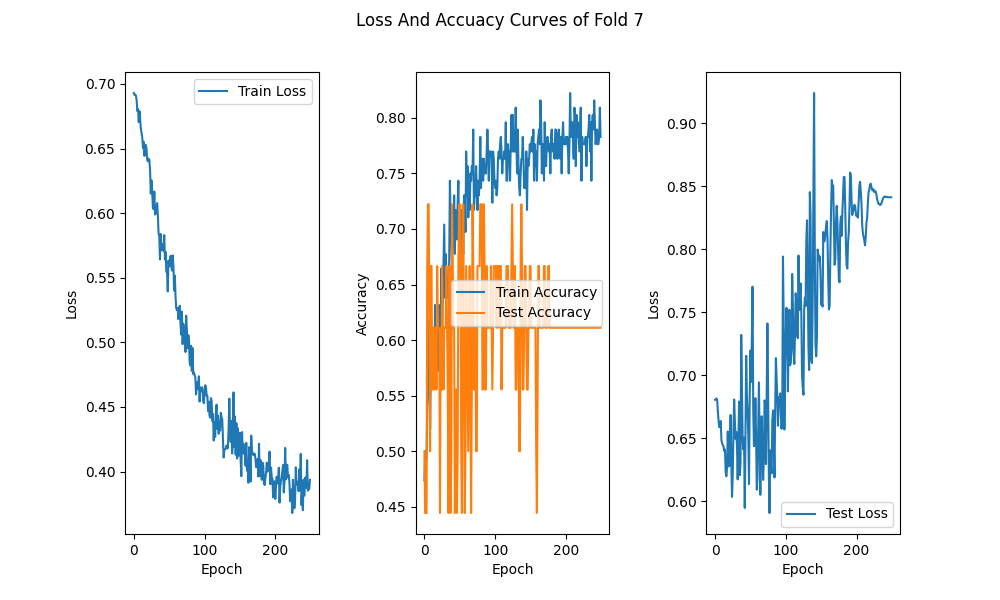 Loss And Accuacy Curves of Fold 7
Loss
0.70
0.65
0.60
0.55
0.50
0.45
0.40
Train Loss
0 100 200
Epoch
Accuracy
0.80
0.75
0.70
0.65
0.60
0.55
0.50
0.45
Train Accuracy
Test Accuracy
0 100 200
Epoch
Loss
0.90
0.85
0.80
0.75
0.70
0.65
0.60
Test Loss
0 100 200
Epoch